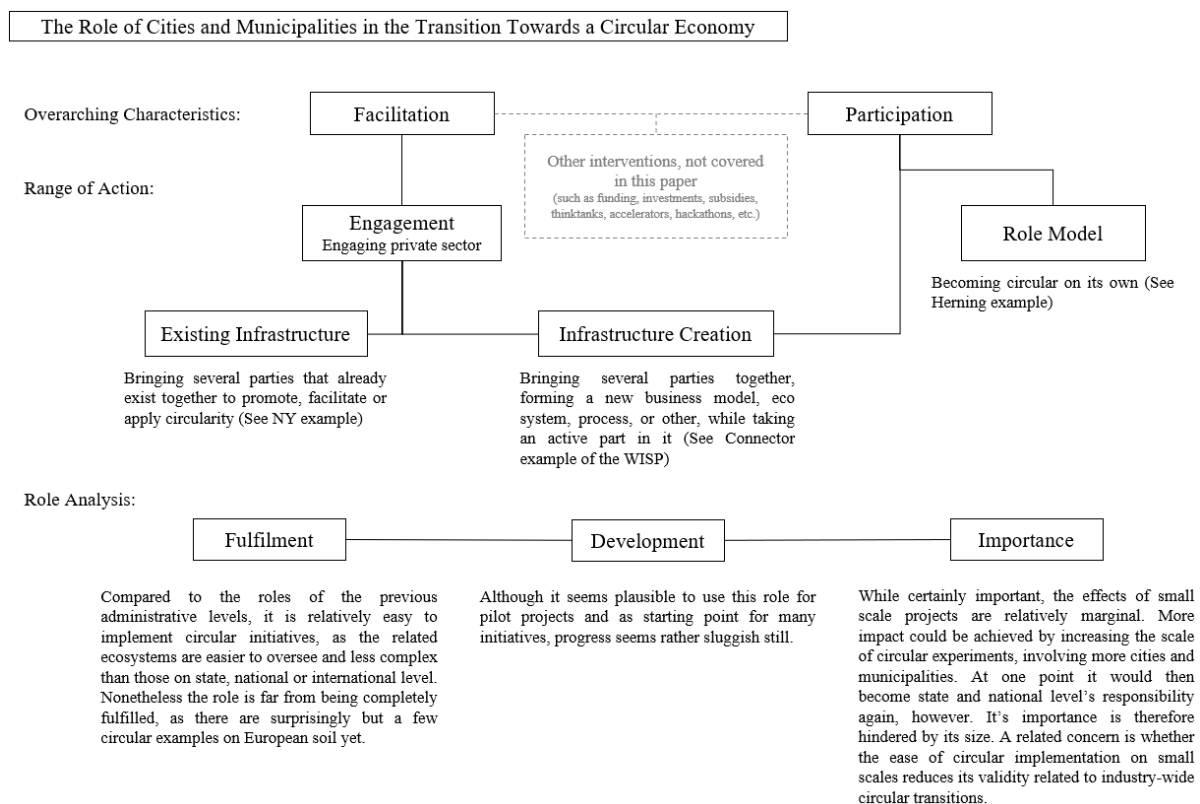 The Role of Cities and Municipalities in the Transition Towards a Circular Economy
Overarching Characteristics:
Facilitation
Participation
Other interventions, not covered
in this paper
(such as funding, investments, subsidies,
thinktanks, accelerators, hackathons, etc.)
Range of Action:
Engagement
Engaging private sector
Role Model
Becoming circular on its own (See
Herning example)
Existing Infrastructure
Infrastructure Creation
Bringing several parties that already
exist together to promote, facilitate or
apply circularity (See NY example)
Bringing several parties together,
forming a new business model, eco
system, process, or other, while taking
an active part in it (See Connector
example of the WISP)
Role Analysis:
Fulfilment
Development
Importance
Compared to the roles of the previous
administrative levels, it is relatively easy to
implement circular initiatives, as the related
ecosystems are easier to oversee and less complex
than those on state, national or international level.
Nonetheless the role is far from being completely
fulfilled, as there are surprisingly but a few
circular examples on European soil yet.
Although it seems plausible to use this role for
pilot projects and as starting point for many
initiatives, progress seems rather sluggish still.
While certainly important, the effects of small
scale projects are relatively marginal. More
impact could be achieved by increasing the scale
of circular experiments, involving more cities and
municipalities. At one point it would then
become state and national level's responsibility
again, however. It's importance is therefore
hindered by its size. A related concern is whether
the ease of circular implementation on small
scales reduces its validity related to industry-wide
circular transitions.